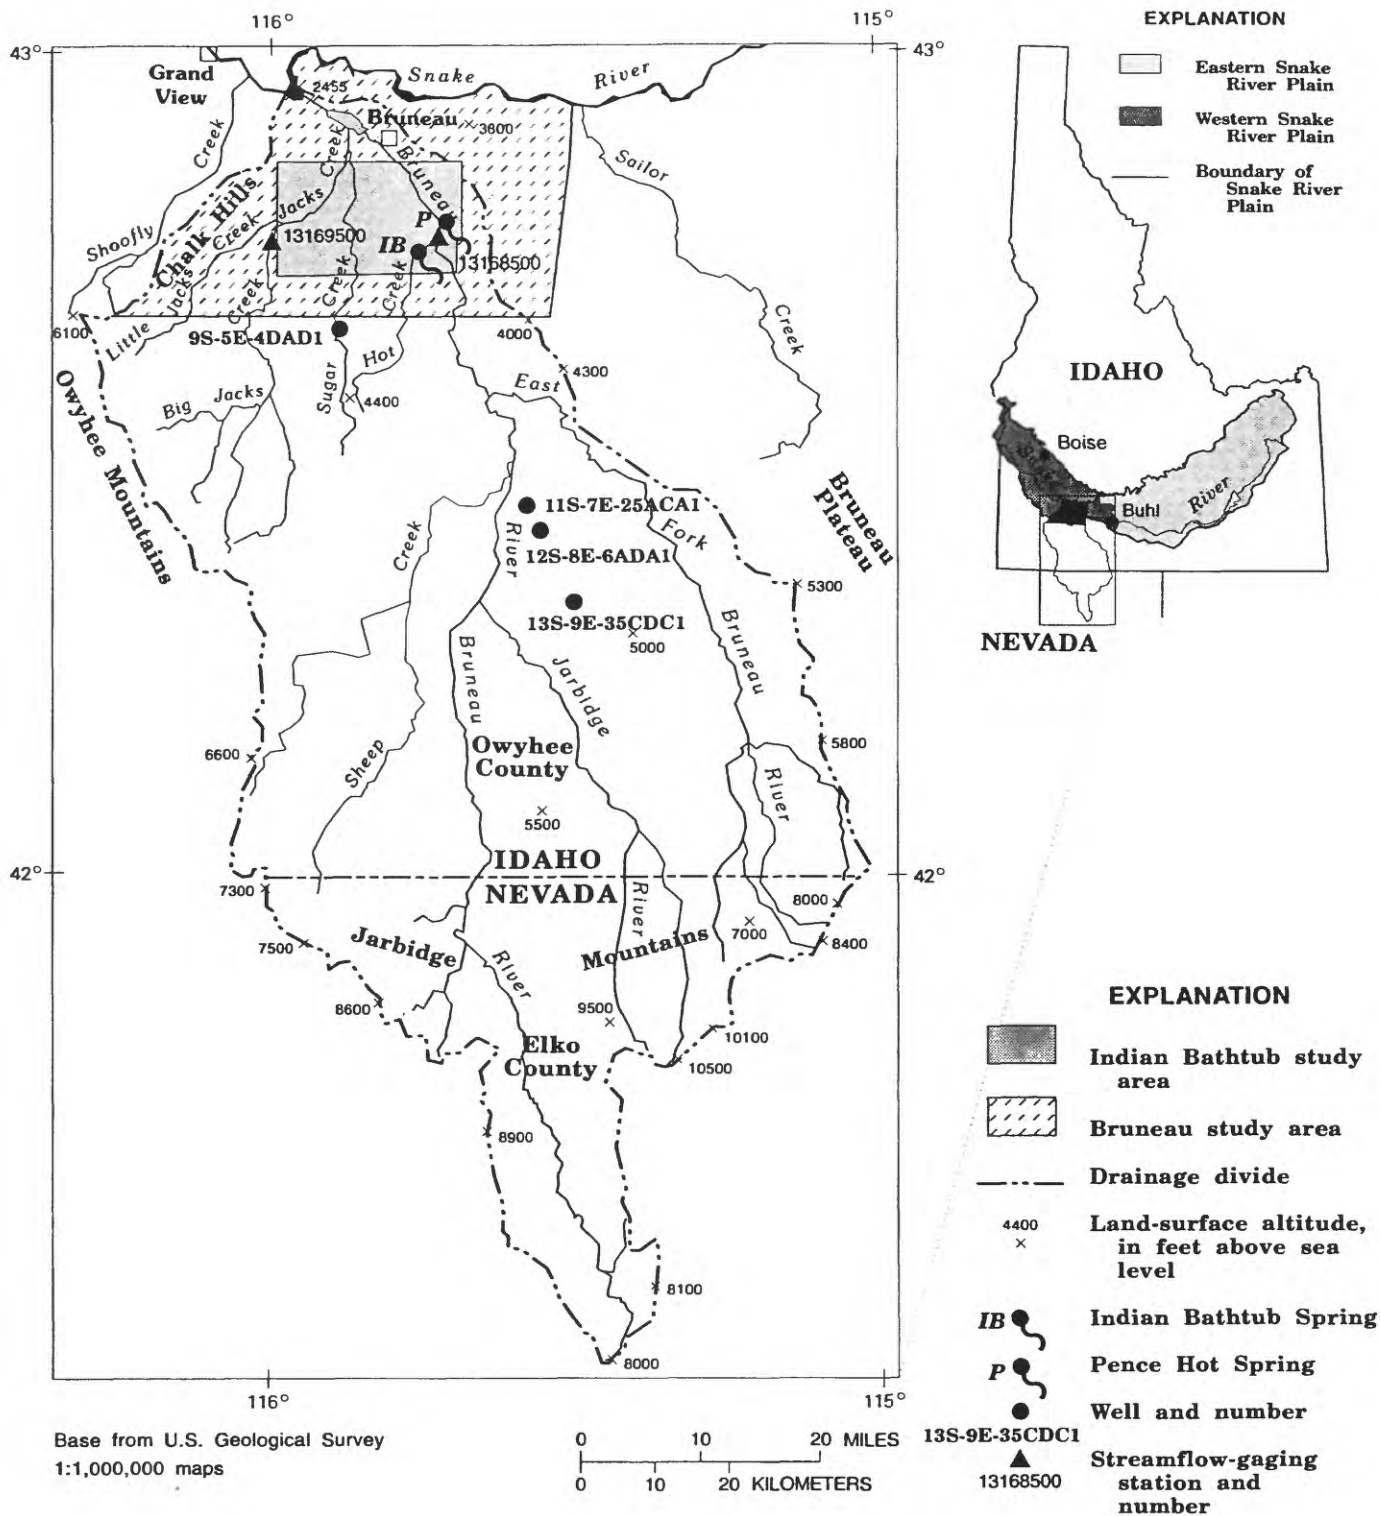 116°
115°
43°
43°
Grand
View
Snake
River
2455
Bruneau
3800
Creek
Creek
Bruneau
Sailor
Creek
Chalk Hills
Jacks
Creek
P
13169500
IB
13168500
Shoofly
Little
Jacks
Creek
Creek
Creek
6100
9S-5E-4DAD1
4000
Hot
4300
Sugar
4400
East
Big
Jacks
Owyhee Mountains
11S-7E-25ACA1
12S-8E-6ADA1
River
Fork
Creek
Bruneau
Plateau
5300
13S-9E-35CDC1
5000
Bruneau
Jarbidge
Bruneau
5800
6600
Sheep
Owyhee
County
River
5500
IDAHO
NEVADA
42°
42°
7300
River
8000
7500
Jarbidge
Mountains
7000
8400
River
8600
9500
10100
Elko
County
10500
8900
8100
8000
116°
115°
Base from U.S. Geological Survey
1:1,000,000 maps
0 10 20 MILES
0 10 20 KILOMETERS
EXPLANATION
Eastern Snake
River Plain
Western Snake
River Plain
Boundary of
Snake River
Plain
IDAHO
Boise
Snake
River
Buhl
NEVADA
EXPLANATION
Indian Bathtub study
area
Bruneau study area
Drainage divide
4400
Land-surface altitude,
in feet above sea
level
IB
Indian Bathtub Spring
P
Pence Hot Spring
Well and number
13S-9E-35CDC1
Streamflow-gaging
station and
number
13168500